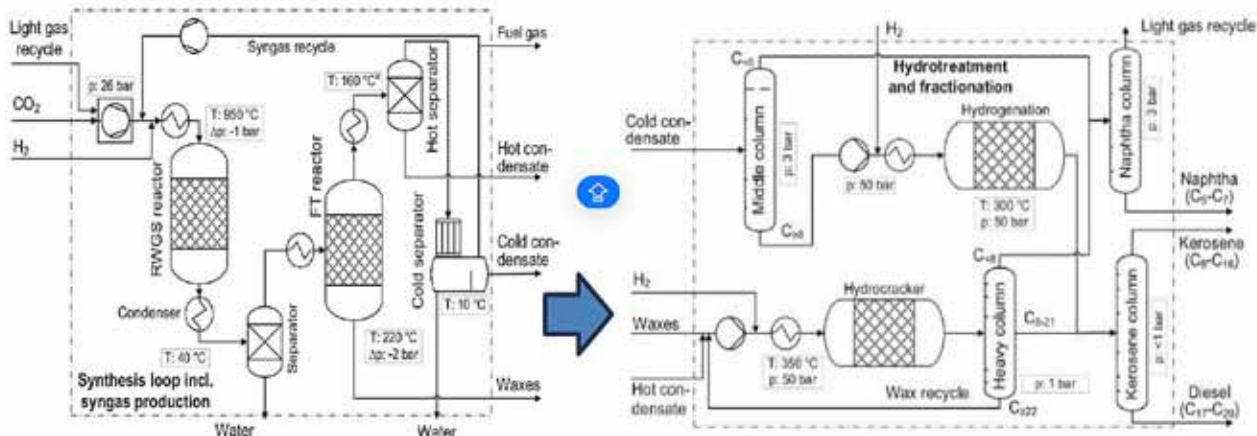 Light gas
recycle
CO₂
H₂
p: 26 bar
Syngas recycle
T: 950 °C
Δp: -1 bar
RWGS reactor
Condenser
T: 40 °C
Separator
Synthesis loop incl.
syngas production
Water
T: 160 °C
FT reactor
T: 220 °C
Δp: -2 bar
Hot separator
Cold separator
T: 10 °C
Fuel gas
Hot con-
densate
Cold con-
densate
Waxes
Water
H₂
Light gas recycle
Hydrotreatment
and fractionation
Cold con-
densate
Middle column
p: 3 bar
C≥8
p: 50 bar
Hydrogenation
T: 300 °C
p: 50 bar
Naphtha column
p: 3 bar
Naphtha
(C₅-C₇)
Kerosene
(C₈-C₁₆)
H₂
Waxes
Hot con-
densate
Hydrocracker
T: 350 °C
p: 50 bar
Wax recycle
Heavy column
C<8
C₈₋₂₁
C≥22
p: 1 bar
Kerosene column
p: <1 bar
Diesel
(C₁₇-C₂₀)